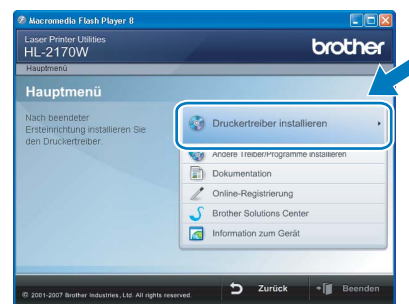 Macromedia Flash Player 8
Laser Printer Utilities
HL-2170W
brother
Hauptmenü
Hauptmenü
Nach beendeter
Ersteinrichtung installieren Sie
den Druckertreiber.
Druckertreiber installieren
Andere Treiber/Programme installieren
Dokumentation
Online-Registrierung
Brother Solutions Center
Information zum Gerät
© 2001-2007 Brother Industries, Ltd. All rights reserved
Zurück
Beenden